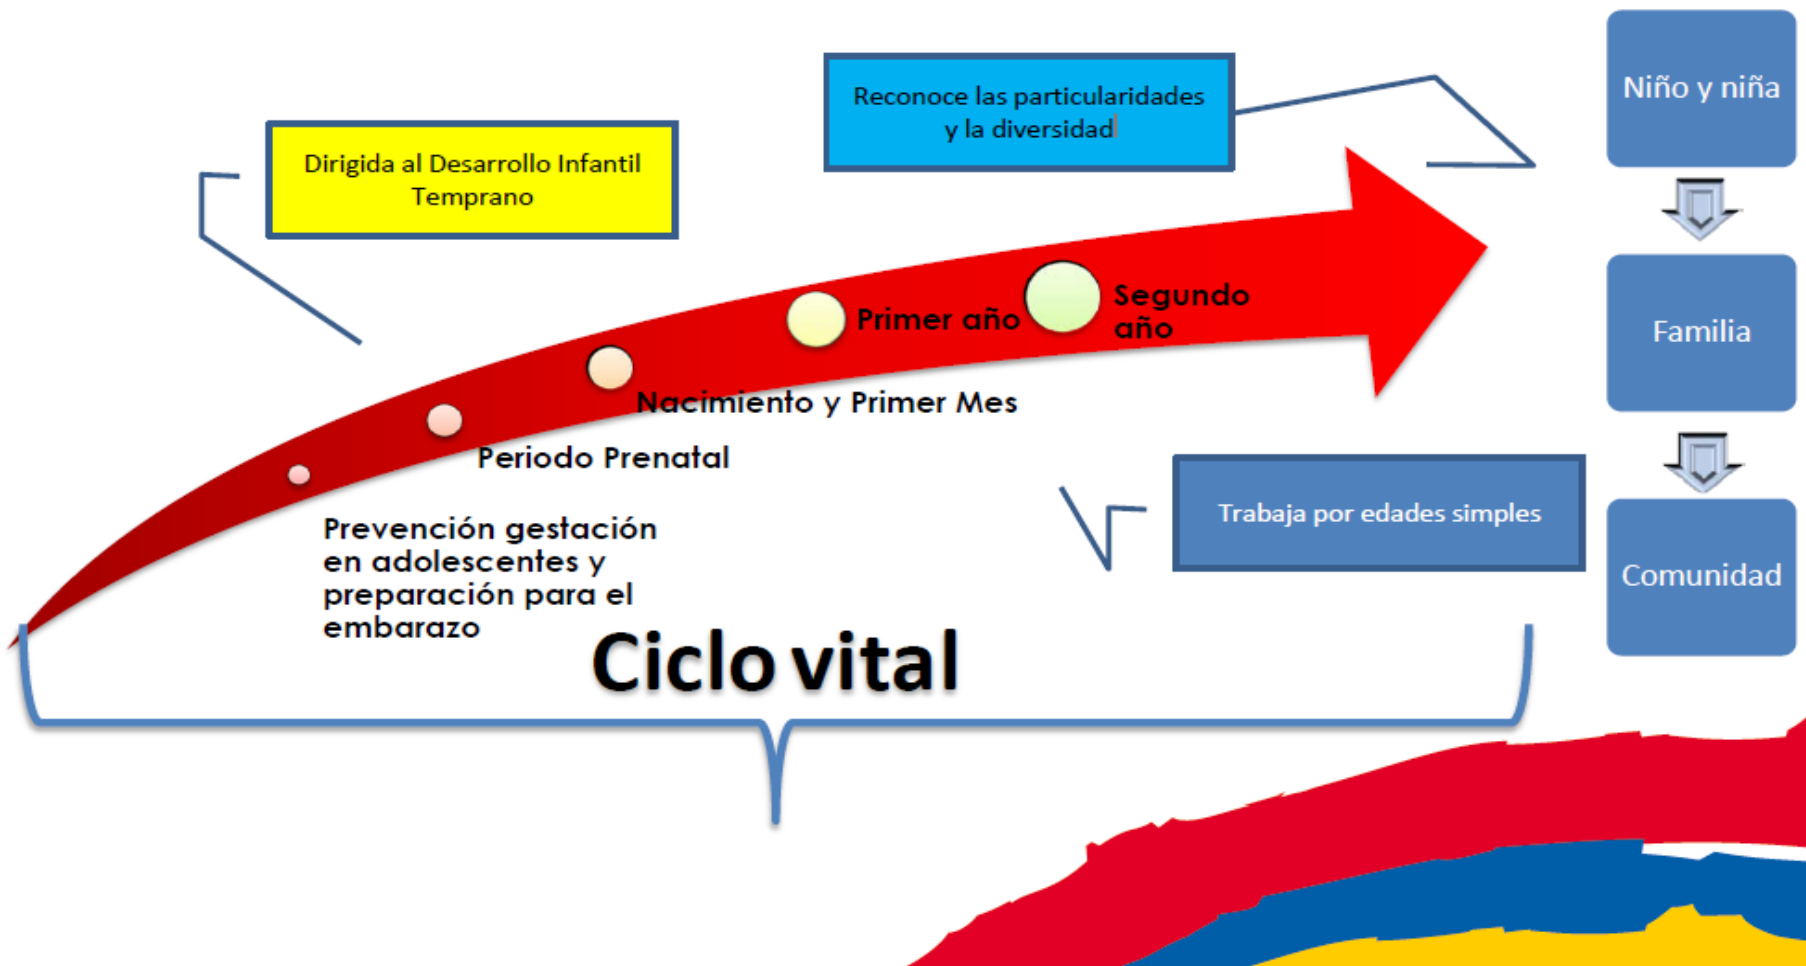 Dirigida al Desarrollo Infantil
Temprano
Reconoce las particularidades
y la diversidad
Niño y niña
Familia
Comunidad
Segundo
año
Primer año
Nacimiento y Primer Mes
Periodo Prenatal
Prevención gestación
en adolescentes y
preparación para el
embarazo
Trabaja por edades simples
Ciclo vital